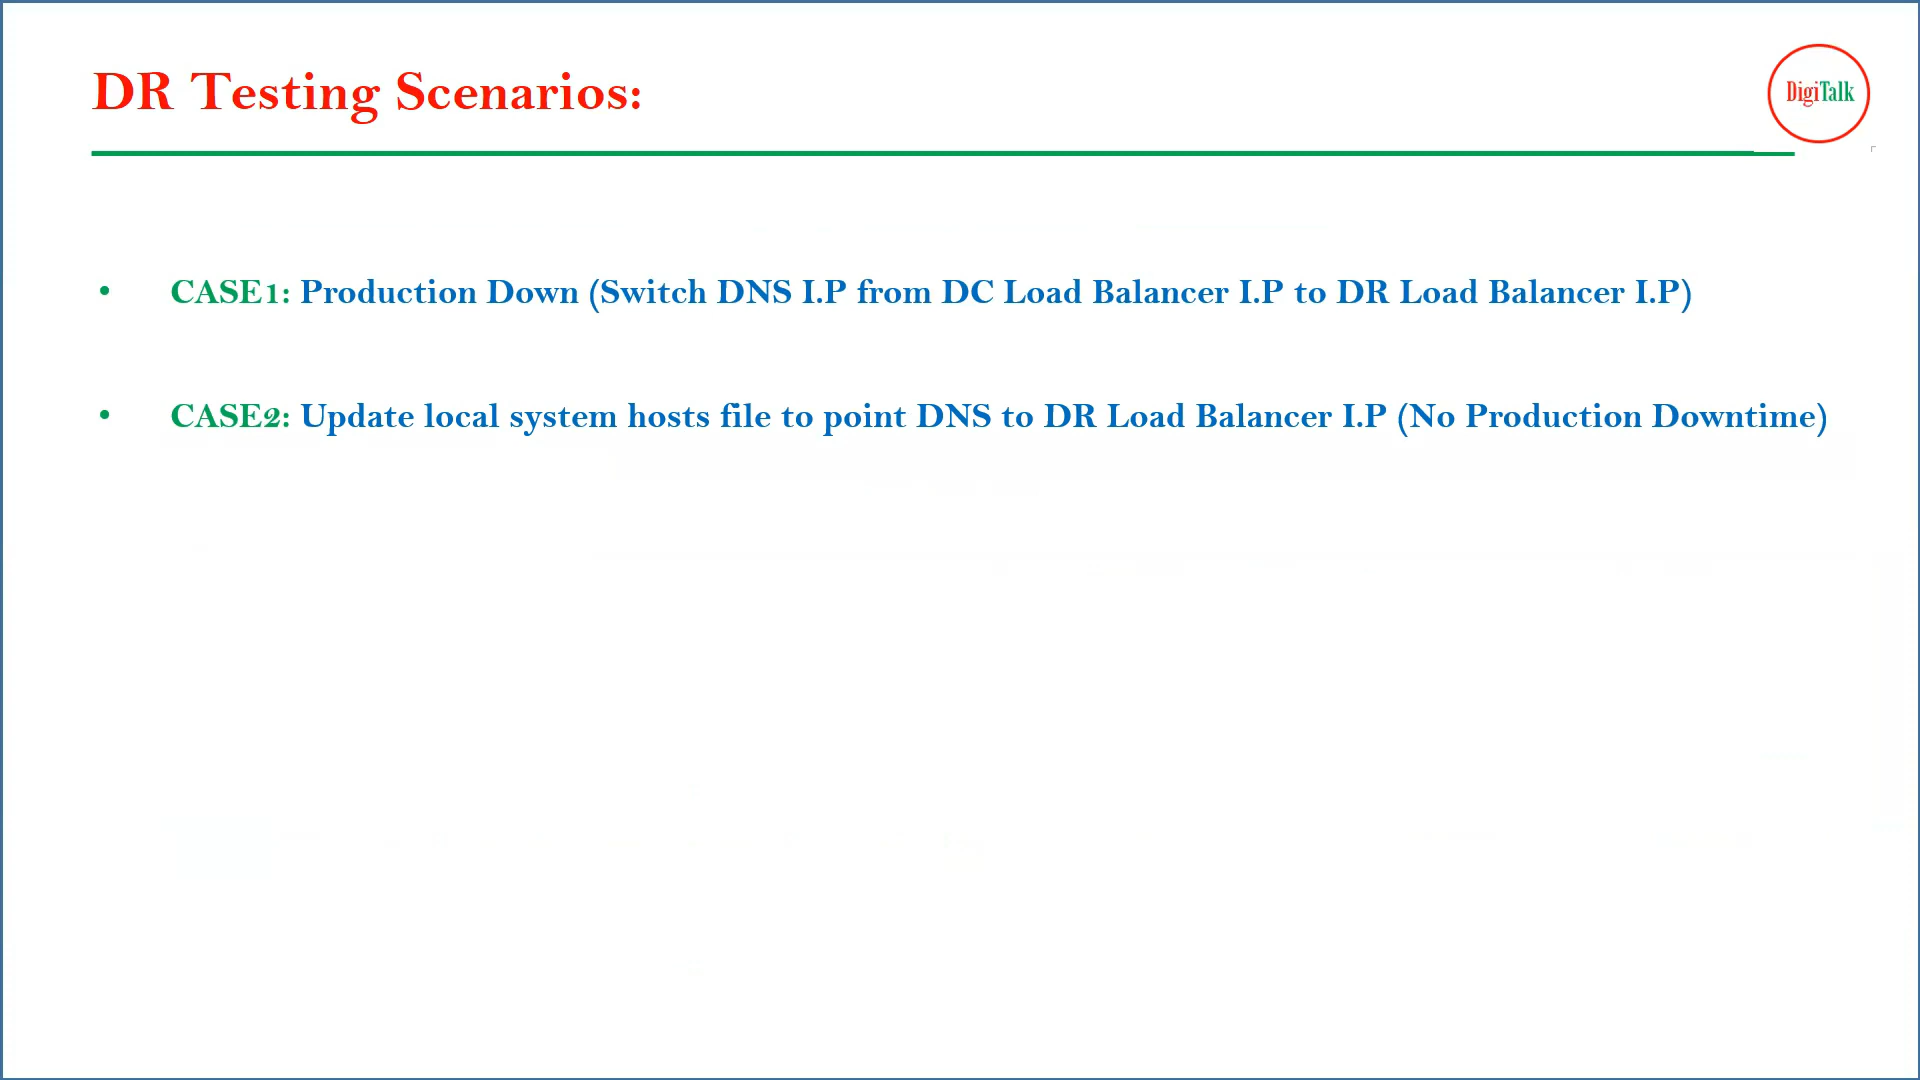 DR Testing Scenarios:
DigiTalk
• CASE1: Production Down (Switch DNS I.P from DC Load Balancer I.P to DR Load Balancer I.P)
• CASE2: Update local system hosts file to point DNS to DR Load Balancer I.P (No Production Downtime)